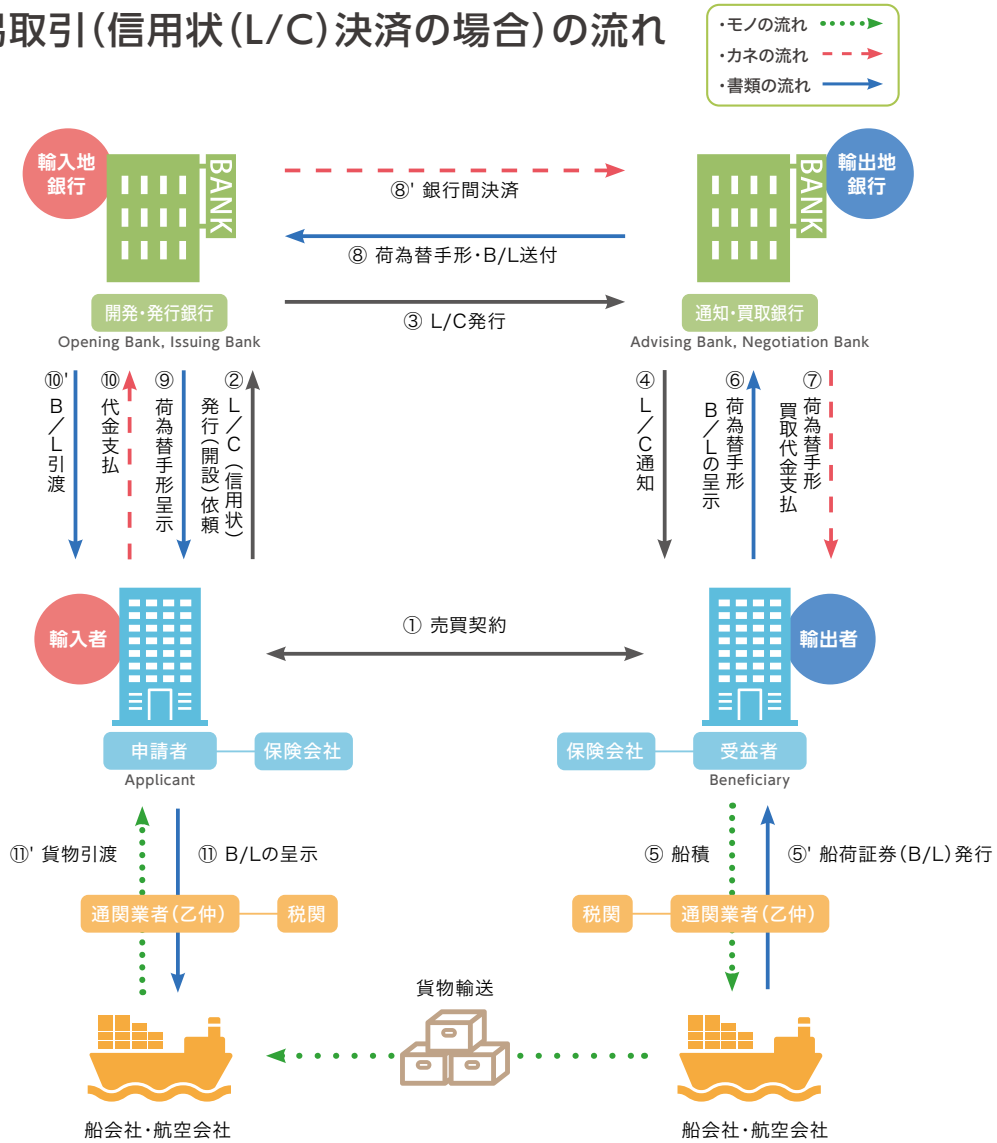 易取引(信用状(L/C)決済の場合)の流れ
・モノの流れ
・カネの流れ
・書類の流れ
輸入地
銀行
BANK
⑧' 銀行間決済
BANK
輸出地
銀行
⑧ 荷為替手形・B/L送付
開発・発行銀行
③ L/C発行
通知・買取銀行
Opening Bank, Issuing Bank
Advising Bank, Negotiation Bank
⑩' B/L引渡
⑩ 代金支払
⑨ 荷為替手形呈示
② L/C(信用状)
発行(開設)依頼
④ L/C通知
⑥ 荷為替手形
B/Lの呈示
⑦ 荷為替手形
買取代金支払
輸入者
① 売買契約
輸出者
申請者
保険会社
保険会社
受益者
Applicant
Beneficiary
⑪' 貨物引渡
⑪ B/Lの呈示
⑤ 船積
⑤' 船荷証券(B/L)発行
通関業者(乙仲)
税関
税関
通関業者(乙仲)
貨物輸送
船会社・航空会社
船会社・航空会社